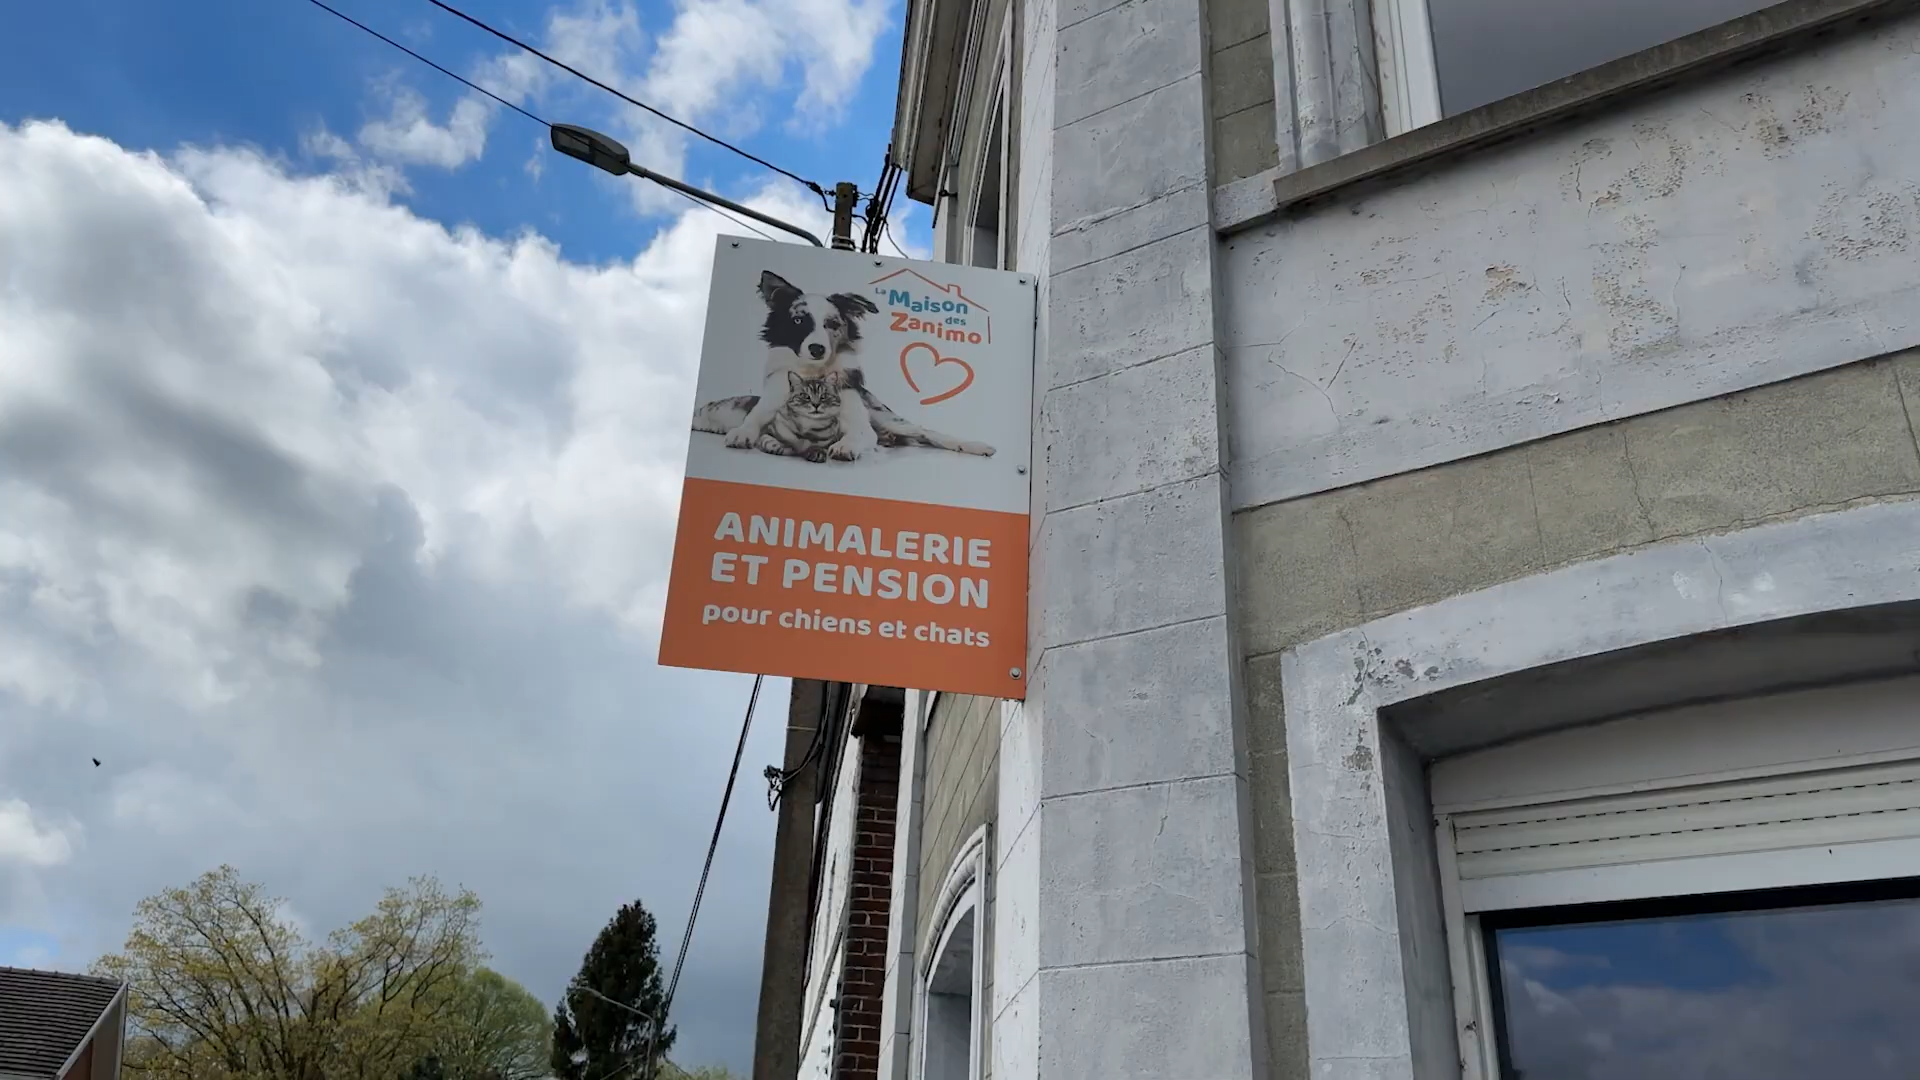 La Maison
des
Zanimo
ANIMALERIE
ET PENSION
pour chiens et chats